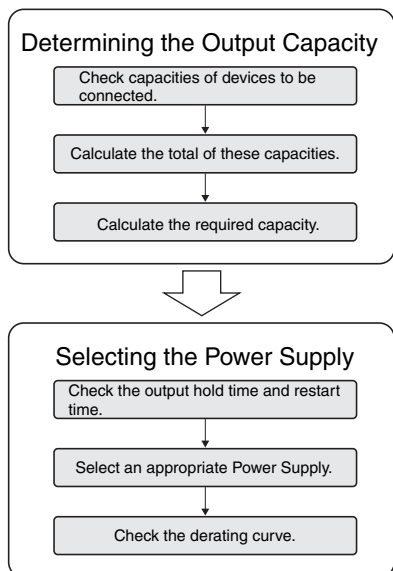 Determining the Output Capacity
Check capacities of devices to be
connected.
Calculate the total of these capacities.
Calculate the required capacity.
Selecting the Power Supply
Check the output hold time and restart
time.
Select an appropriate Power Supply.
Check the derating curve.